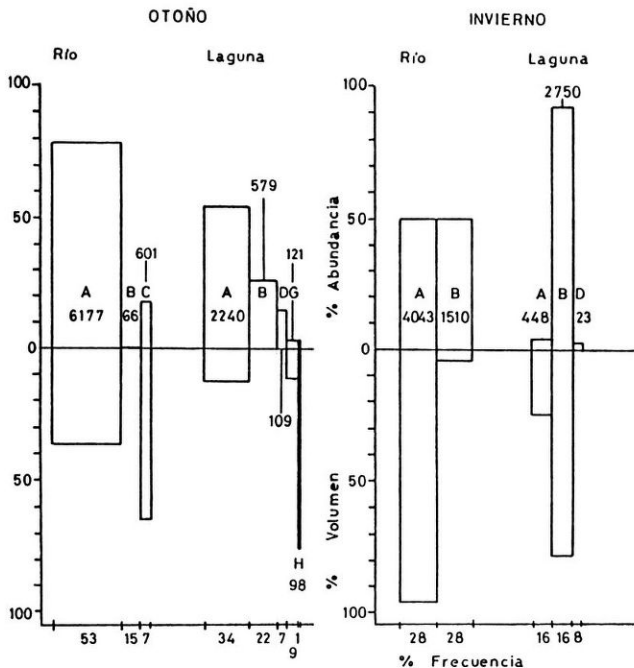 OTOÑO
INVIERNO
Río
Laguna
Río
Laguna
100
50
0
50
100
100
50
0
50
100
% Abundancia
% Volumen
A
6177
B
66
C
601
A
2240
B
579
D
109
G
121
H
98
A
4043
B
1510
A
448
B
2750
D
23
53
15
7
34
22
7
1
9
28
28
16
16
8
% Frecuencia